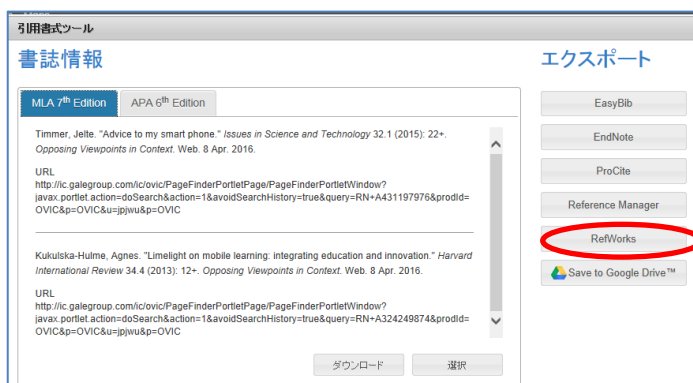 引用書式ツール
書誌情報
MLA 7th Edition
APA 6th Edition
Timmer, Jelte. "Advice to my smart phone." Issues in Science and Technology 32.1 (2015): 22+.
Opposing Viewpoints in Context. Web. 8 Apr. 2016.
URL
http://ic.galegroup.com/ic/ovic/PageFinderPortletPage/PageFinderPortletWindow?
javax.portlet.action=doSearch&action=1&avoidSearchHistory=true&query=RN+A431197976&prodId=
OVIC&p=OVIC&u=jpjwu&p=OVIC
Kukulska-Hulme, Agnes. "Limelight on mobile learning: integrating education and innovation." Harvard
International Review 34.4 (2013): 12+. Opposing Viewpoints in Context. Web. 8 Apr. 2016.
URL
http://ic.galegroup.com/ic/ovic/PageFinderPortletPage/PageFinderPortletWindow?
javax.portlet.action=doSearch&action=1&avoidSearchHistory=true&query=RN+A324249874&prodId=
OVIC&p=OVIC&u=jpjwu&p=OVIC
ダウンロード
選択
エクスポート
EasyBib
EndNote
ProCite
Reference Manager
RefWorks
Save to Google Drive™